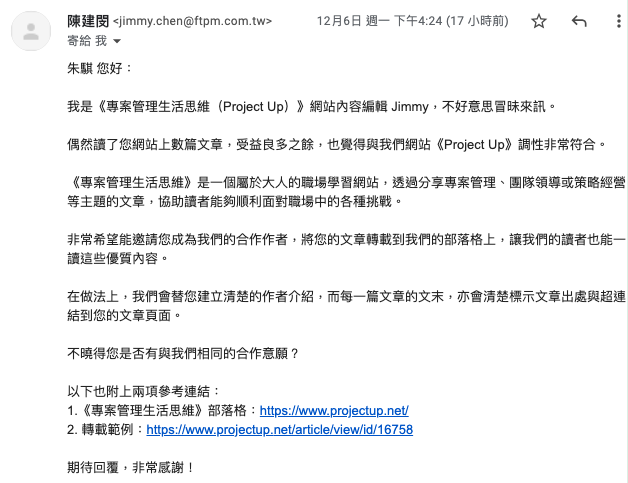 陳建閔 <jimmy.chen@ftpm.com.tw>
12月6日 週一 下午4:24 (17 小時前)
寄給 我
朱騏 您好：
我是《專案管理生活思維（Project Up）》網站內容編輯 Jimmy，不好意思冒昧來訊。
偶然讀了您網站上數篇文章，受益良多之餘，也覺得與我們網站《Project Up》調性非常符合。
《專案管理生活思維》是一個屬於大人的職場學習網站，透過分享專案管理、團隊領導或策略經營
等主題的文章，協助讀者能夠順利面對職場中的各種挑戰。
非常希望能邀請您成為我們的合作作者，將您的文章轉載到我們的部落格上，讓我們的讀者也能一
讀這些優質內容。
在做法上，我們會替您建立清楚的作者介紹，而每一篇文章的文末，亦會清楚標示文章出處與超連
結到您的文章頁面。
不曉得您是否有與我們相同的合作意願？
以下也附上兩項參考連結：
1.《專案管理生活思維》部落格：https://www.projectup.net/
2. 轉載範例：https://www.projectup.net/article/view/id/16758
期待回覆，非常感謝！